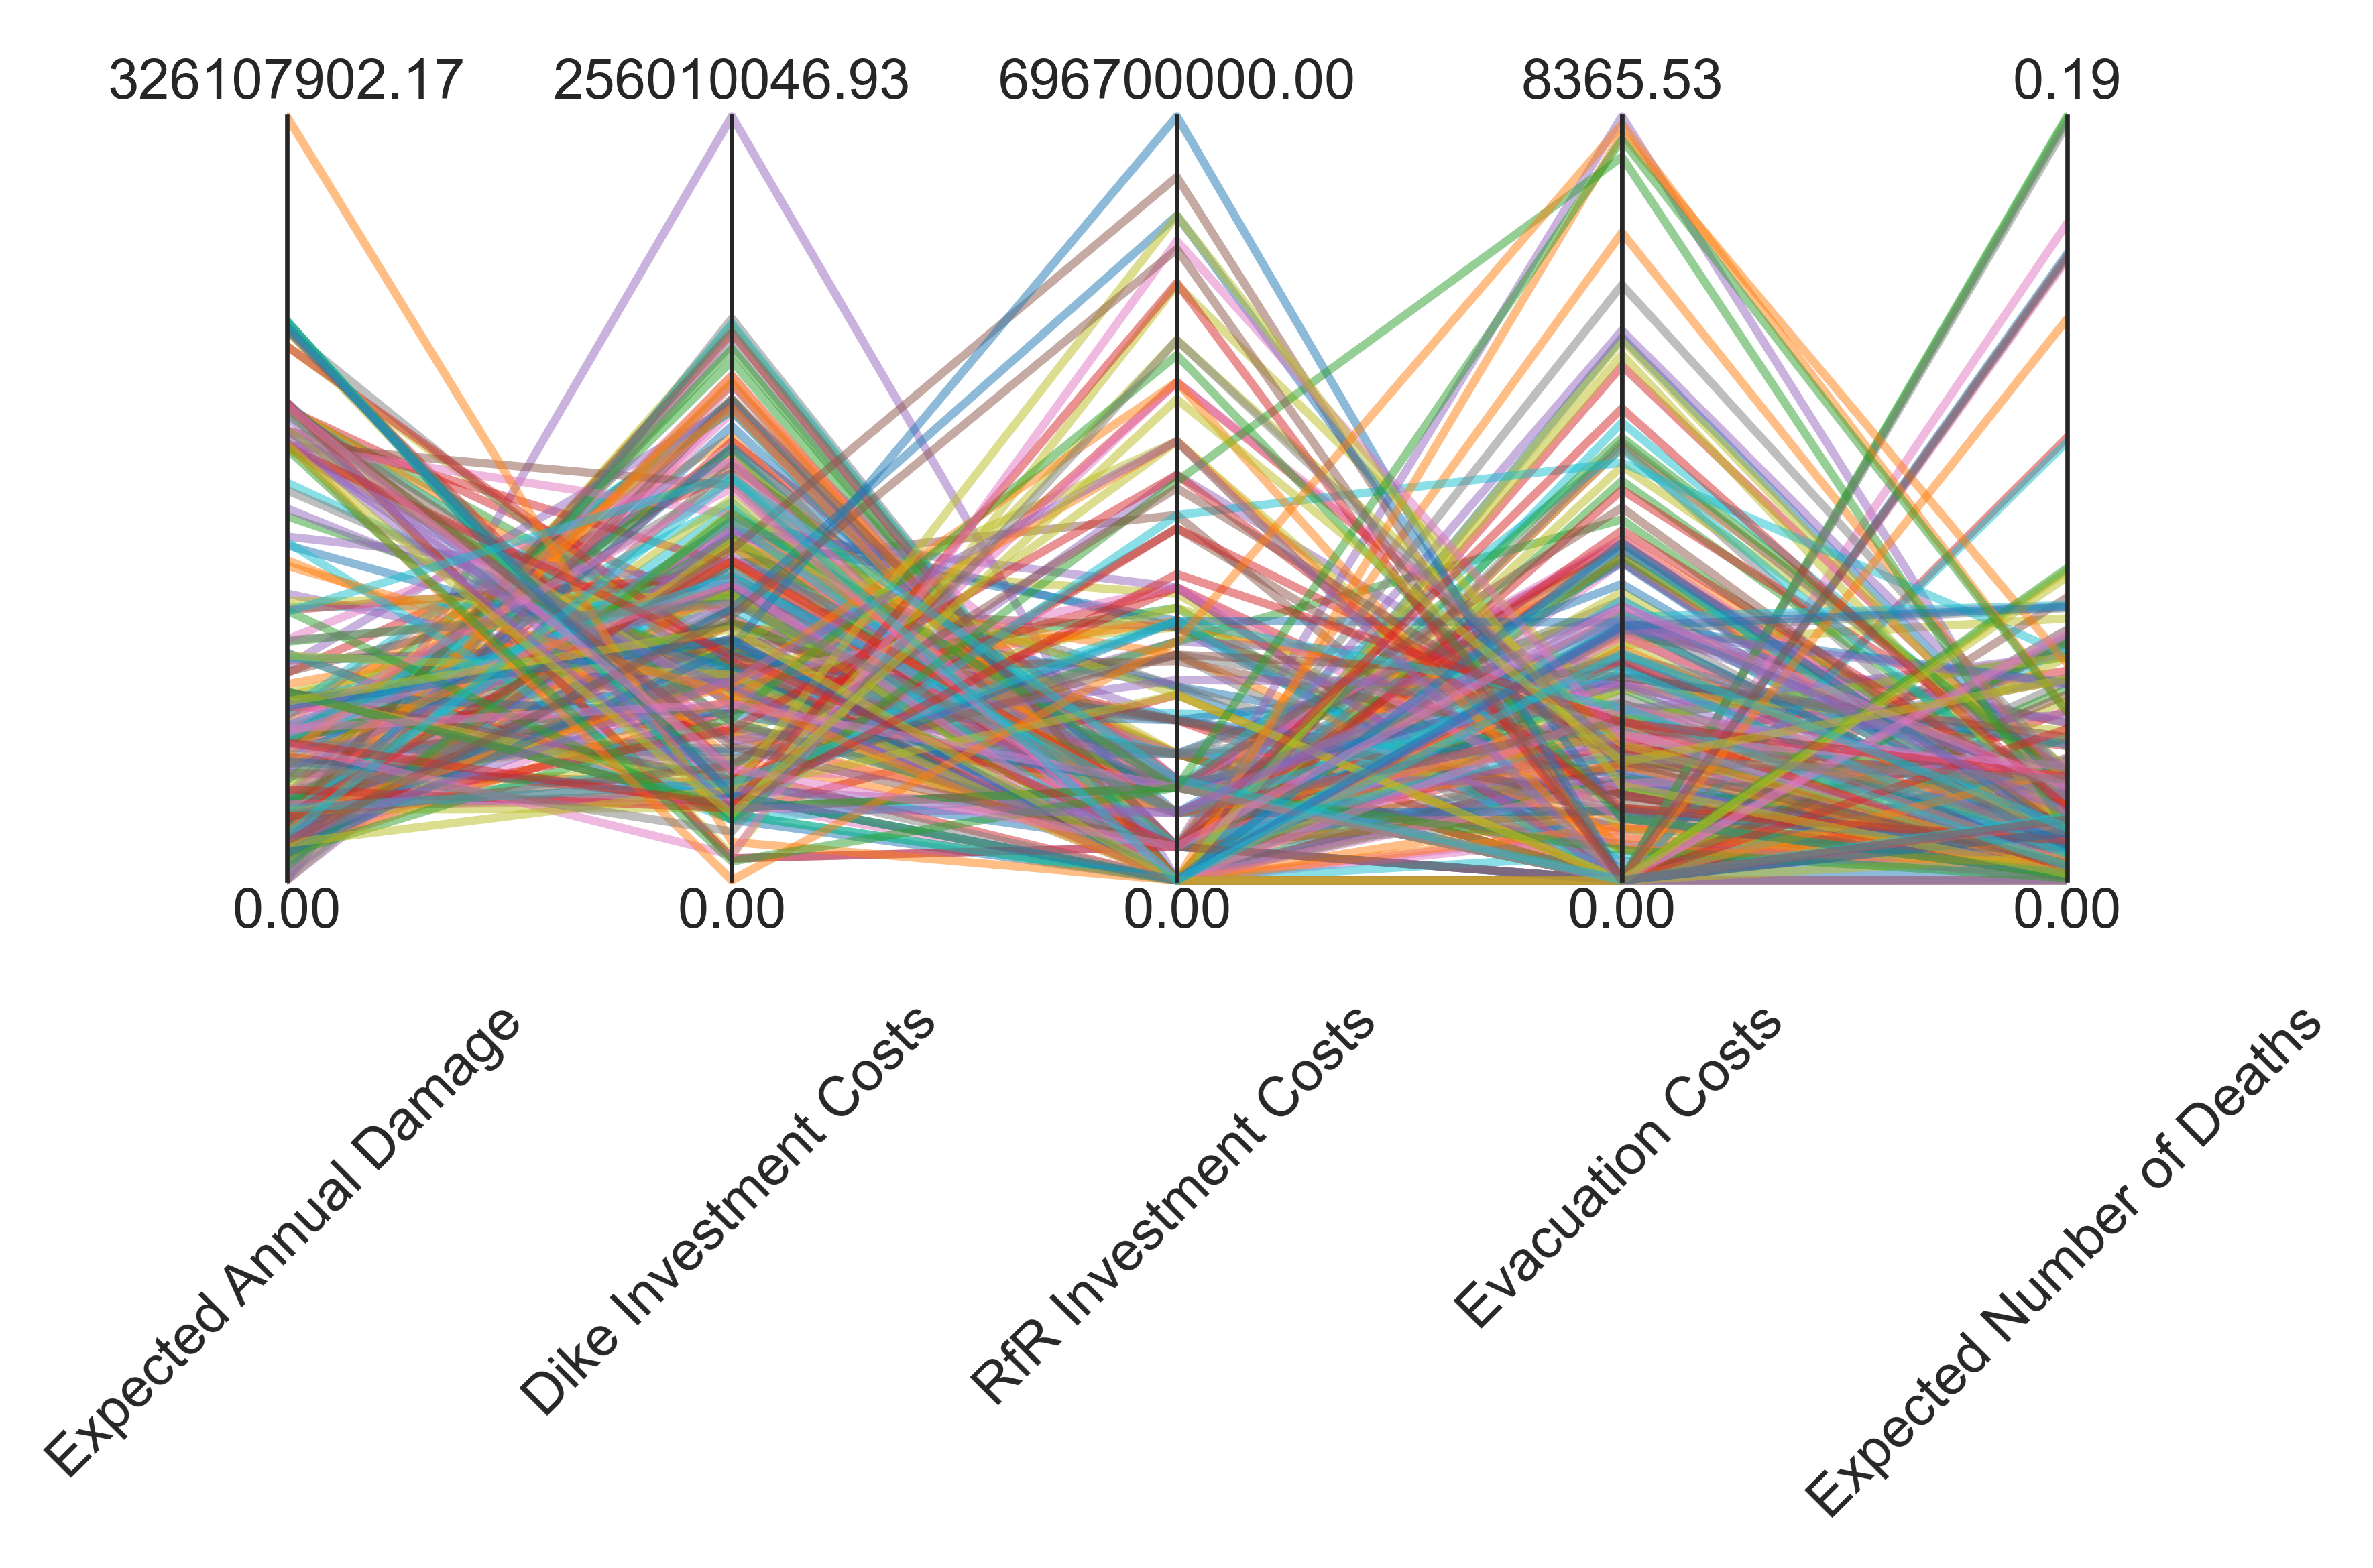 326107902.17
256010046.93
696700000.00
8365.53
0.19
0.00
0.00
0.00
0.00
0.00
Expected Annual Damage
Dike Investment Costs
RfR Investment Costs
Evacuation Costs
Expected Number of Deaths